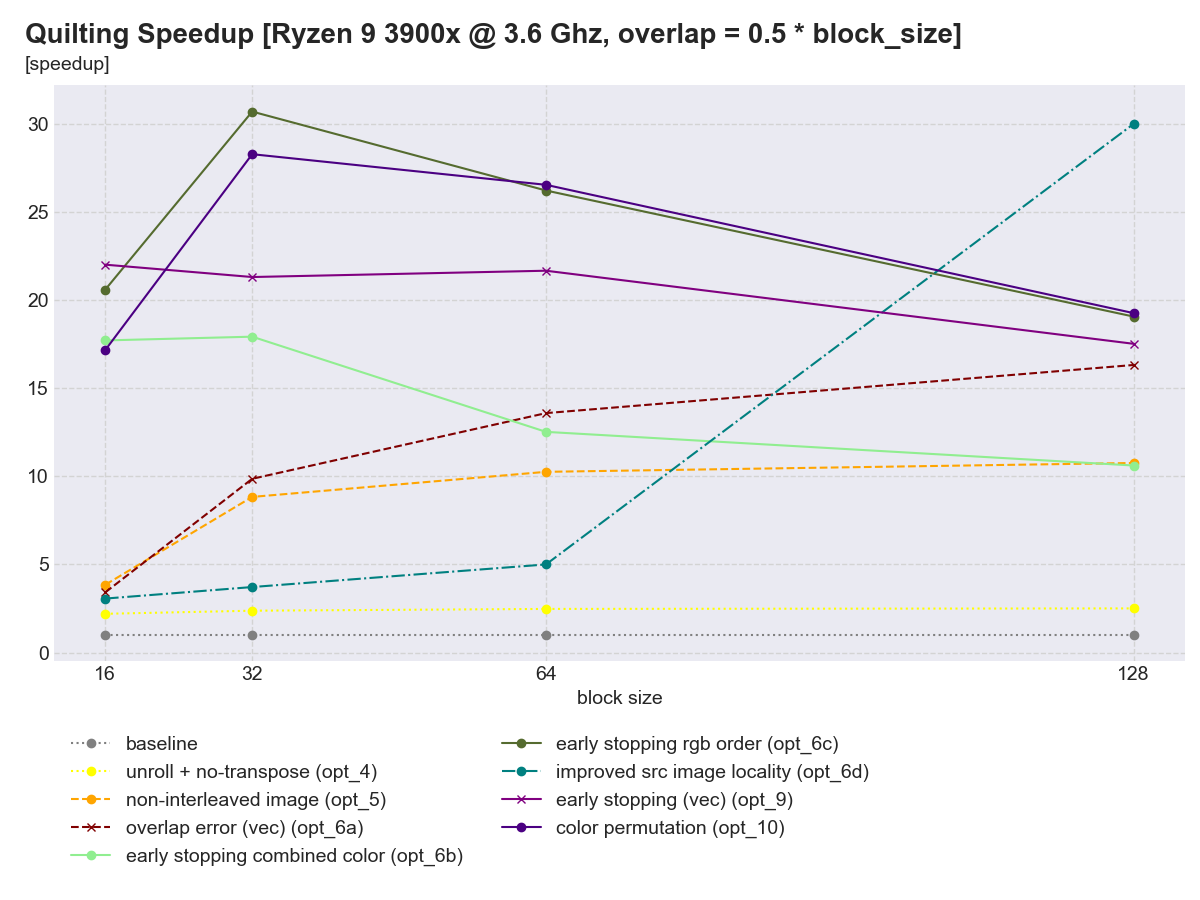 Quilting Speedup [Ryzen 9 3900x @ 3.6 Ghz, overlap = 0.5 * block_size]
[speedup]
30
25
20
15
10
5
0
16 32 64 128
block size
baseline
unroll + no-transpose (opt_4)
non-interleaved image (opt_5)
overlap error (vec) (opt_6a)
early stopping combined color (opt_6b)
early stopping rgb order (opt_6c)
improved src image locality (opt_6d)
early stopping (vec) (opt_9)
color permutation (opt_10)